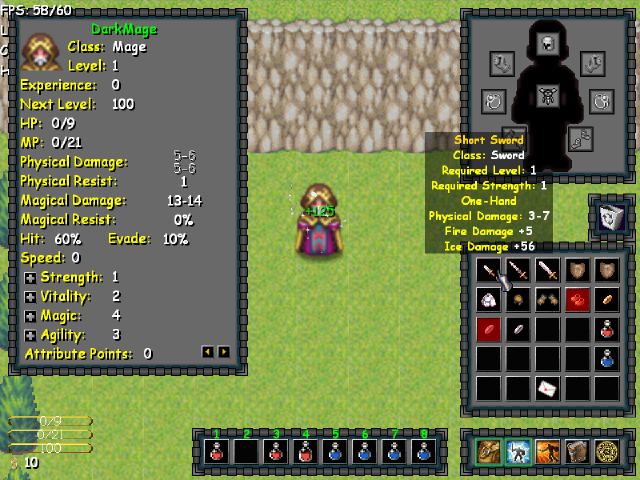 FPS: 58/60
DarkMage
Class: Mage
Level: 1
Experience: 0
Next Level: 100
HP: 0/9
MP: 0/21
Physical Damage: 5-6
5-6
Physical Resist: 1
Magical Damage: 13-14
Magical Resist: 0%
Hit: 60% Evade: 10%
Speed: 0
Strength: 1
Vitality: 2
Magic: 4
Agility: 3
Attribute Points: 0
+125
Short Sword
Class: Sword
Required Level: 1
Required Strength: 1
One-Hand
Physical Damage: 3-7
Fire Damage +5
Ice Damage +56
0/9
0/21
100
10
1 2 3 4 5 6 7 8